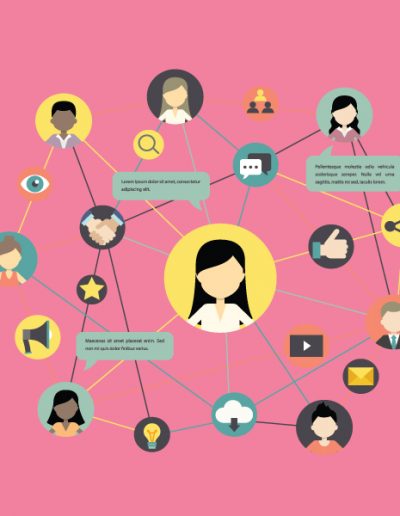 Lorem ipsum dolor sit amet, consectetur
adipiscing elit.
Pellentesque molestie odio vehicula
scelerisque semper. Nulla vel urna
sagittis, mattis mi sed, iaculis lorem.
Maecenas sit amet placerat enim. Sed
non mi quis dolor finibus varius.